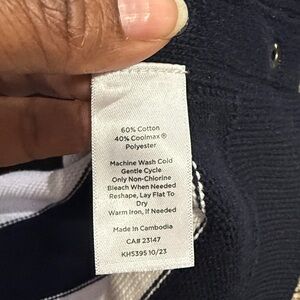 60% Cotton
40% Coolmax®
Polyester
Machine Wash Cold
Gentle Cycle
Only Non-Chlorine
Bleach When Needed
Reshape, Lay Flat To
Dry
Warm Iron, If Needed
Made in Cambodia
CA# 23147
KH5395 10/23